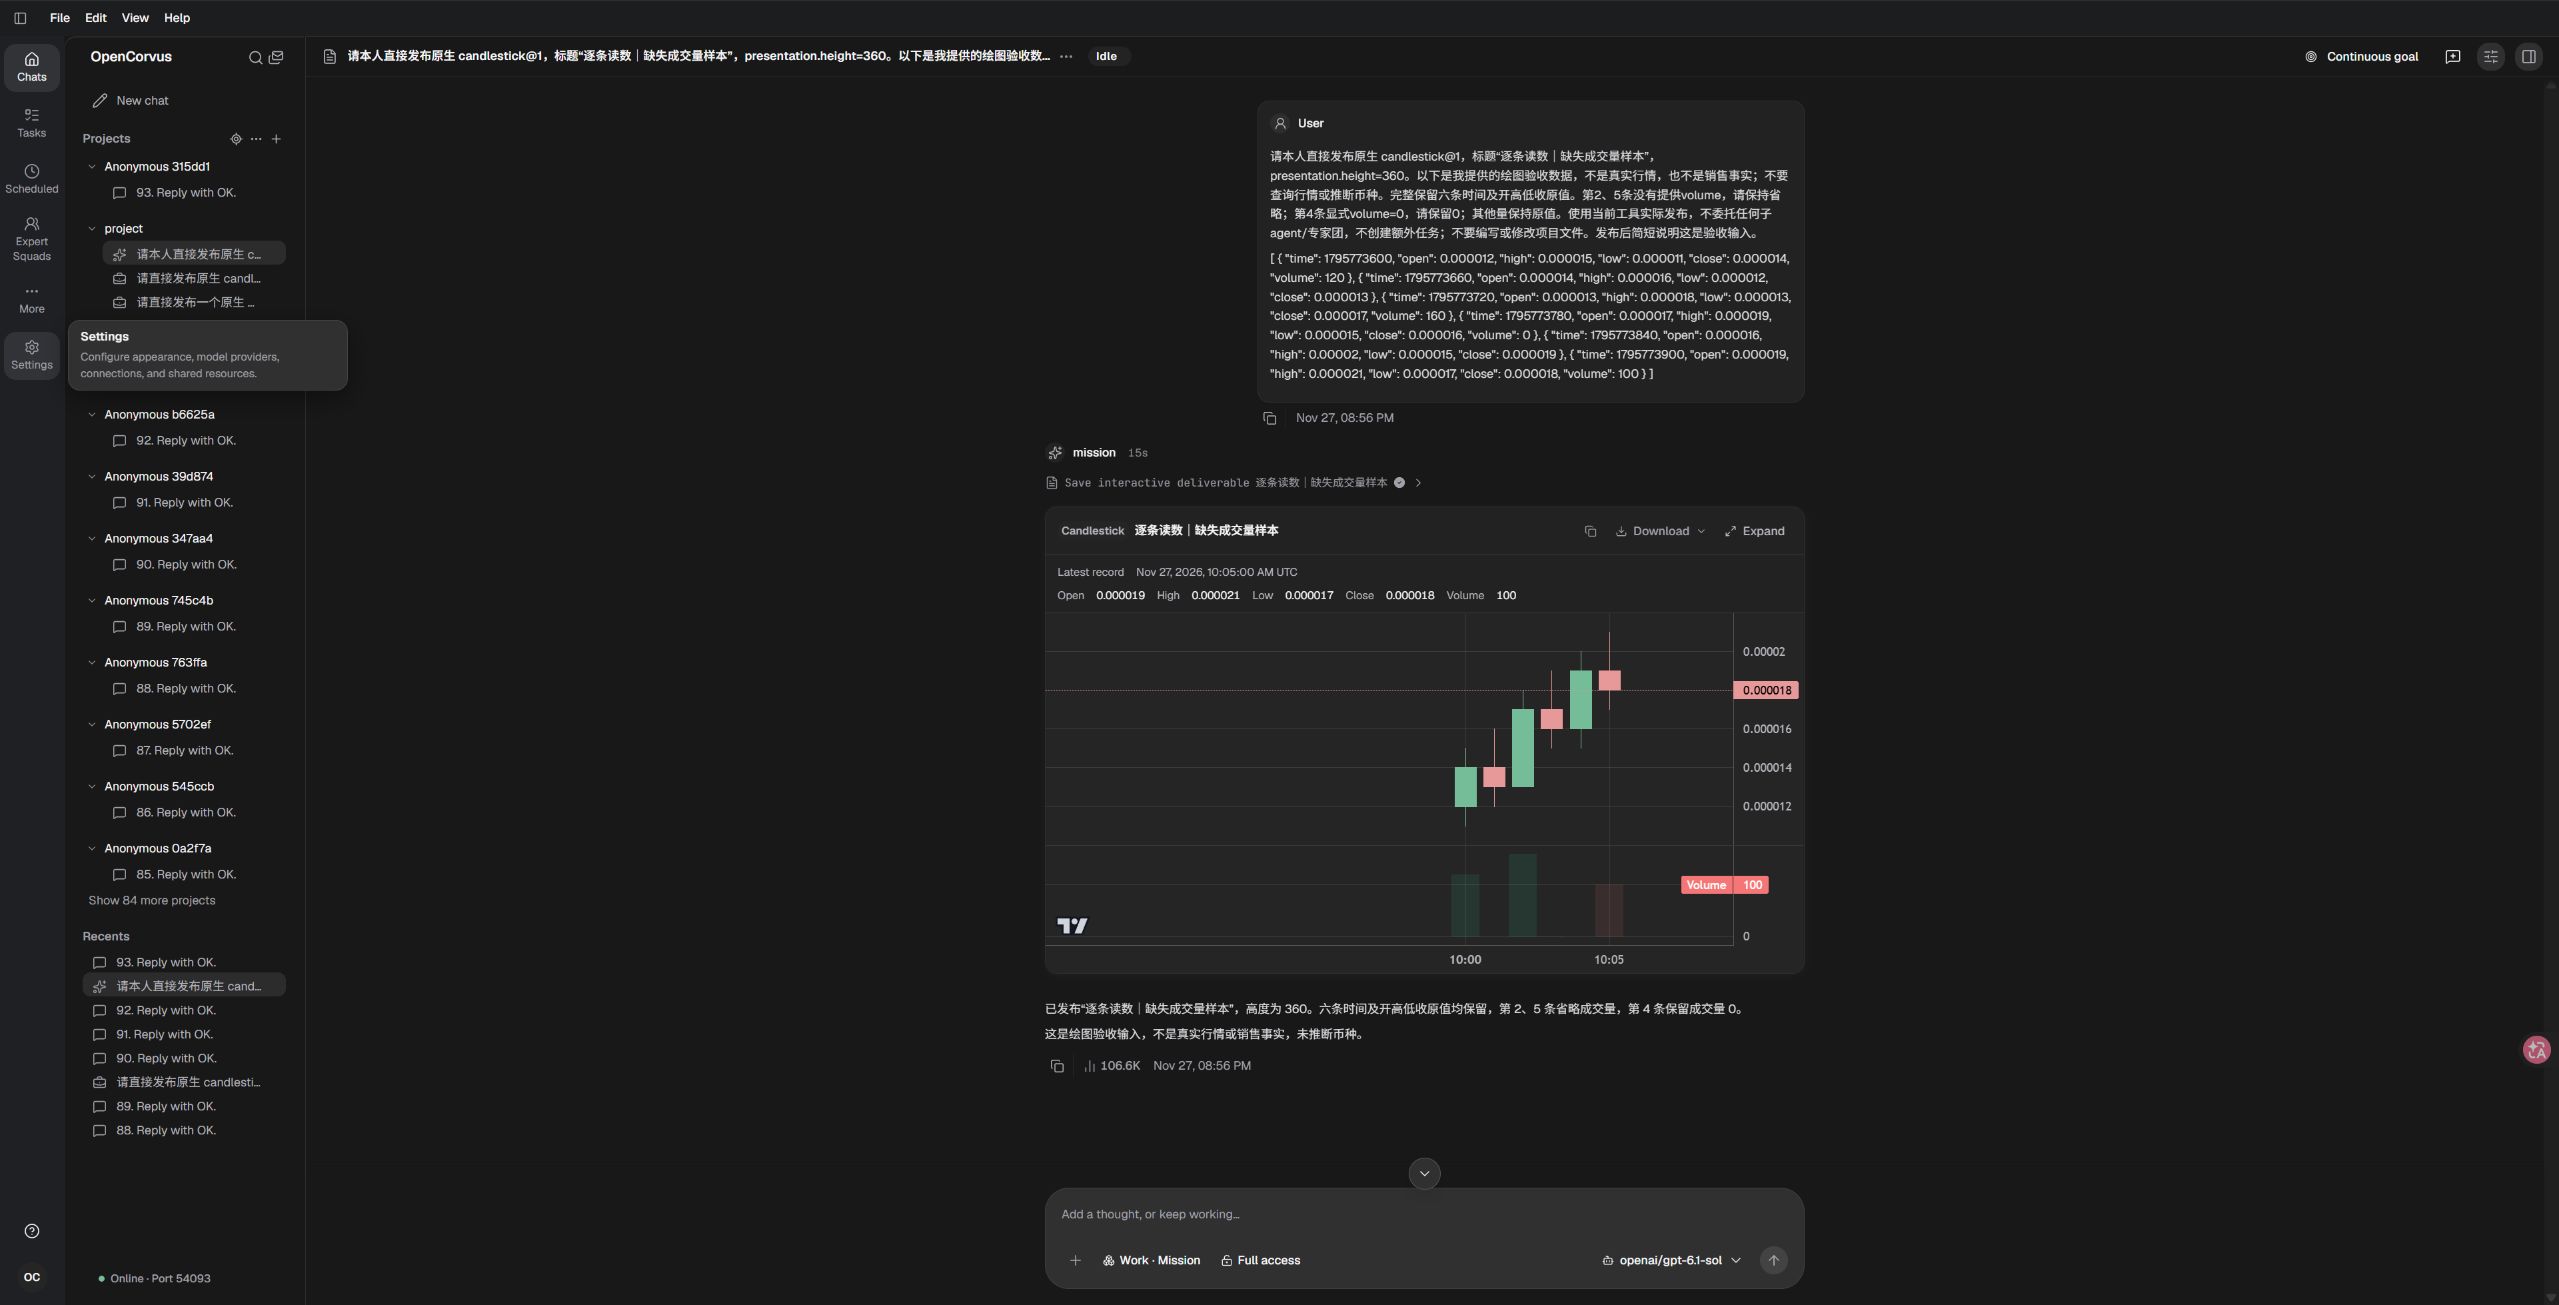 File Edit View Help
Chats
Tasks
Scheduled
Expert
Squads
More
Settings
OC
OpenCorvus
New chat
Projects
Anonymous 315dd1
93. Reply with OK.
project
请本人直接发布原生 c...
请直接发布原生 candl...
请直接发布一个原生 ...
Settings
Configure appearance, model providers,
connections, and shared resources.
Anonymous b6625a
92. Reply with OK.
Anonymous 39d874
91. Reply with OK.
Anonymous 347aa4
90. Reply with OK.
Anonymous 745c4b
89. Reply with OK.
Anonymous 763ffa
88. Reply with OK.
Anonymous 5702ef
87. Reply with OK.
Anonymous 545ccb
86. Reply with OK.
Anonymous 0a2f7a
85. Reply with OK.
Show 84 more projects
Recents
93. Reply with OK.
请本人直接发布原生 cand...
92. Reply with OK.
91. Reply with OK.
90. Reply with OK.
请直接发布原生 candlesti...
89. Reply with OK.
88. Reply with OK.
Online · Port 54093
请本人直接发布原生 candlestick@1，标题“逐条读数｜缺失成交量样本”，presentation.height=360。以下是我提供的绘图验收数... ··· Idle
Continuous goal
User
请本人直接发布原生 candlestick@1，标题“逐条读数｜缺失成交量样本”，
presentation.height=360。以下是我提供的绘图验收数据，不是真实行情，也不是销售事实；不要
查询行情或推断币种。完整保留六条时间及开高低收原值。第2、5条没有提供volume，请保持省
略；第4条显式volume=0，请保留0；其他量保持原值。使用当前工具实际发布，不委托任何子
agent/专家团，不创建额外任务；不要编写或修改项目文件。发布后简短说明这是验收输入。
[ { "time": 1795773600, "open": 0.000012, "high": 0.000015, "low": 0.000011, "close": 0.000014,
"volume": 120 }, { "time": 1795773660, "open": 0.000014, "high": 0.000016, "low": 0.000012,
"close": 0.000013 }, { "time": 1795773720, "open": 0.000013, "high": 0.000018, "low": 0.000013,
"close": 0.000017, "volume": 160 }, { "time": 1795773780, "open": 0.000017, "high": 0.000019,
"low": 0.000015, "close": 0.000016, "volume": 0 }, { "time": 1795773840, "open": 0.000016,
"high": 0.00002, "low": 0.000015, "close": 0.000019 }, { "time": 1795773900, "open": 0.000019,
"high": 0.000021, "low": 0.000017, "close": 0.000018, "volume": 100 } ]
Nov 27, 08:56 PM
mission 15s
Save interactive deliverable 逐条读数｜缺失成交量样本
Candlestick 逐条读数｜缺失成交量样本 Download Expand
Latest record Nov 27, 2026, 10:05:00 AM UTC
Open 0.000019 High 0.000021 Low 0.000017 Close 0.000018 Volume 100
0.00002
0.000018
0.000016
0.000014
0.000012
Volume 100
0
10:00 10:05
已发布“逐条读数｜缺失成交量样本”，高度为 360。六条时间及开高低收原值均保留，第 2、5 条省略成交量，第 4 条保留成交量 0。
这是绘图验收输入，不是真实行情或销售事实，未推断币种。
106.6K Nov 27, 08:56 PM
Add a thought, or keep working...
Work · Mission Full access openai/gpt-6.1-sol